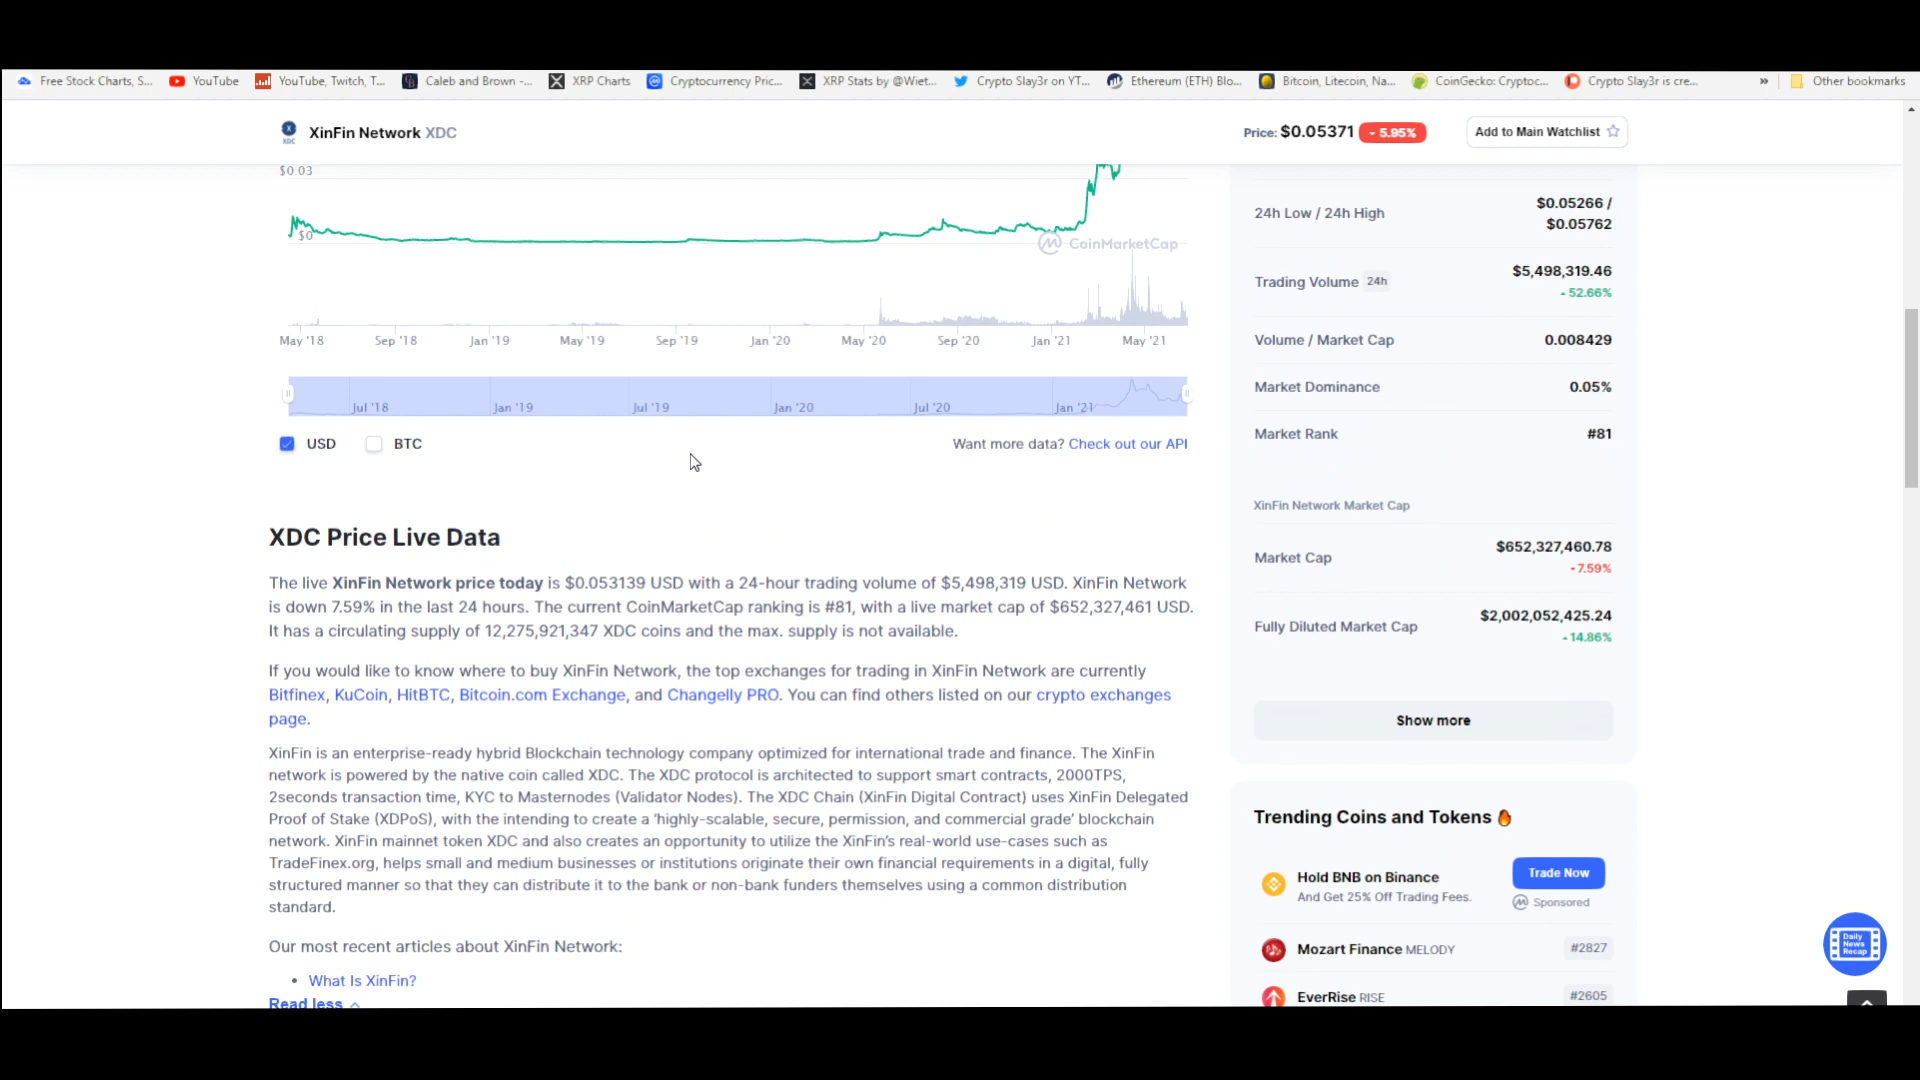 Free Stock Charts, S... YouTube YouTube, Twitch, T... Caleb and Brown -... XRP Charts Cryptocurrency Pric... XRP Stats by @Wiet... Crypto Slay3r on YT... Ethereum (ETH) Blo... Bitcoin, Litecoin, Na... CoinGecko: Cryptoc... Crypto Slay3r is cre... » Other bookmarks
XDC XinFin Network XDC Price: $0.05371 5.95% Add to Main Watchlist
$0.03
$0
CoinMarketCap
May '18 Sep '18 Jan '19 May '19 Sep '19 Jan '20 May '20 Sep '20 Jan '21 May '21
Jul '18 Jan '19 Jul '19 Jan '20 Jul '20 Jan '21
USD BTC Want more data? Check out our API
XDC Price Live Data
The live XinFin Network price today is $0.053139 USD with a 24-hour trading volume of $5,498,319 USD. XinFin Network
is down 7.59% in the last 24 hours. The current CoinMarketCap ranking is #81, with a live market cap of $652,327,461 USD.
It has a circulating supply of 12,275,921,347 XDC coins and the max. supply is not available.
If you would like to know where to buy XinFin Network, the top exchanges for trading in XinFin Network are currently
Bitfinex, KuCoin, HitBTC, Bitcoin.com Exchange, and Changelly PRO. You can find others listed on our crypto exchanges
page.
XinFin is an enterprise-ready hybrid Blockchain technology company optimized for international trade and finance. The XinFin
network is powered by the native coin called XDC. The XDC protocol is architected to support smart contracts, 2000TPS,
2seconds transaction time, KYC to Masternodes (Validator Nodes). The XDC Chain (XinFin Digital Contract) uses XinFin Delegated
Proof of Stake (XDPoS), with the intending to create a 'highly-scalable, secure, permission, and commercial grade' blockchain
network. XinFin mainnet token XDC and also creates an opportunity to utilize the XinFin's real-world use-cases such as
TradeFinex.org, helps small and medium businesses or institutions originate their own financial requirements in a digital, fully
structured manner so that they can distribute it to the bank or non-bank funders themselves using a common distribution
standard.
Our most recent articles about XinFin Network:
• What Is XinFin?
Read less
24h Low / 24h High $0.05266 /
$0.05762
Trading Volume 24h $5,498,319.46
52.66%
Volume / Market Cap 0.008429
Market Dominance 0.05%
Market Rank #81
XinFin Network Market Cap
Market Cap $652,327,460.78
7.59%
Fully Diluted Market Cap $2,002,052,425.24
14.86%
Show more
Trending Coins and Tokens
Hold BNB on Binance Trade Now
And Get 25% Off Trading Fees. Sponsored
Mozart Finance MELODY #2827
EverRise RISE #2605
Daily
News
Recap